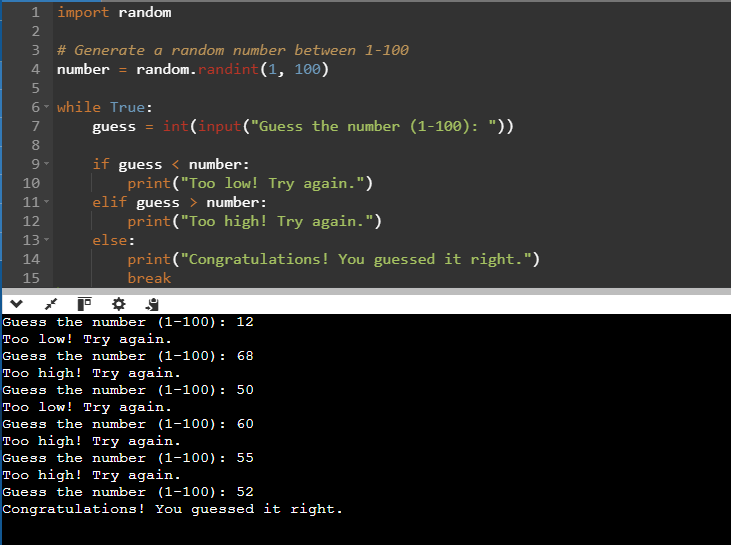 1 import random
2
3 # Generate a random number between 1-100
4 number = random.randint(1, 100)
5
6 while True:
7     guess = int(input("Guess the number (1-100): "))
8
9     if guess < number:
10         print("Too low! Try again.")
11     elif guess > number:
12         print("Too high! Try again.")
13     else:
14         print("Congratulations! You guessed it right.")
15         break
Guess the number (1-100): 12
Too low! Try again.
Guess the number (1-100): 68
Too high! Try again.
Guess the number (1-100): 50
Too low! Try again.
Guess the number (1-100): 60
Too high! Try again.
Guess the number (1-100): 55
Too high! Try again.
Guess the number (1-100): 52
Congratulations! You guessed it right.